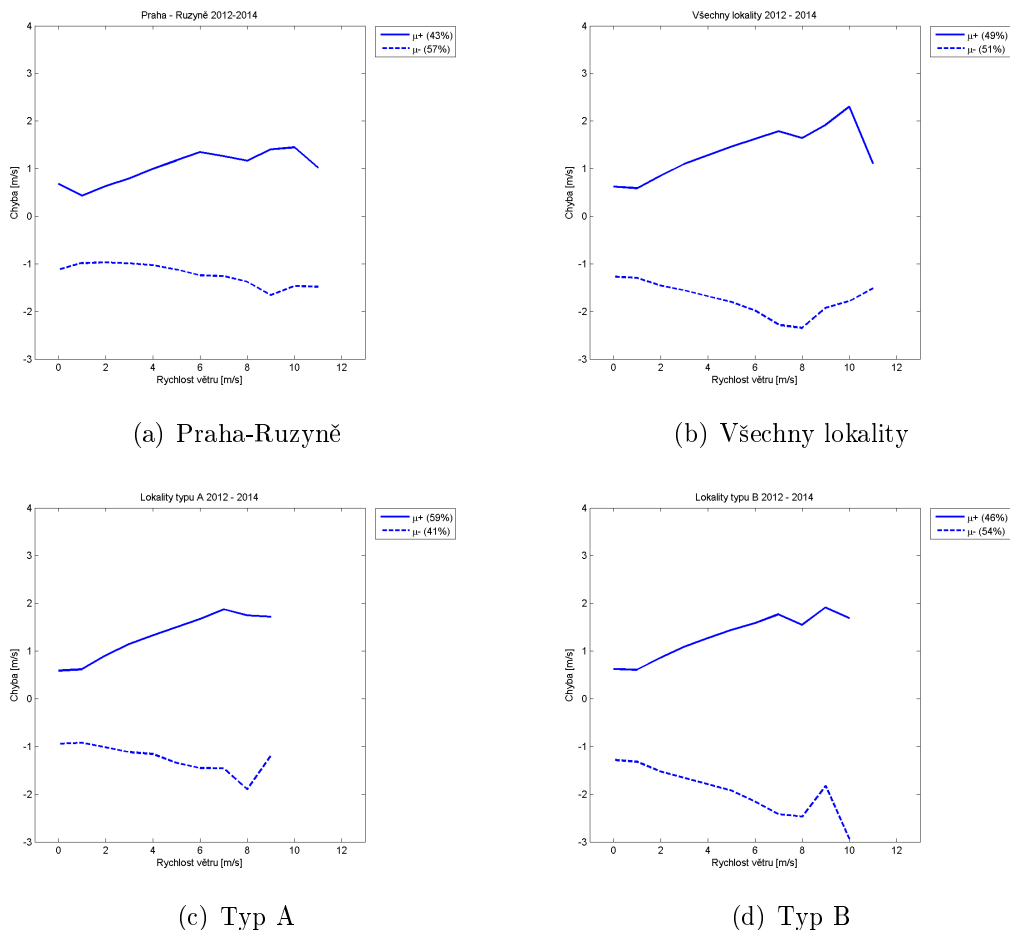 Praha - Ruzyně 2012-2014
μ+ (43%)
μ- (57%)
Chyba [m/s]
4
3
2
1
0
-1
-2
-3
0 2 4 6 8 10 12
Rychlost větru [m/s]
(a) Praha-Ruzyně
Všechny lokality 2012 - 2014
μ+ (49%)
μ- (51%)
Chyba [m/s]
4
3
2
1
0
-1
-2
-3
0 2 4 6 8 10 12
Rychlost větru [m/s]
(b) Všechny lokality
Lokality typu A 2012 - 2014
μ+ (59%)
μ- (41%)
Chyba [m/s]
4
3
2
1
0
-1
-2
-3
0 2 4 6 8 10 12
Rychlost větru [m/s]
(c) Typ A
Lokality typu B 2012 - 2014
μ+ (46%)
μ- (54%)
Chyba [m/s]
4
3
2
1
0
-1
-2
-3
0 2 4 6 8 10 12
Rychlost větru [m/s]
(d) Typ B